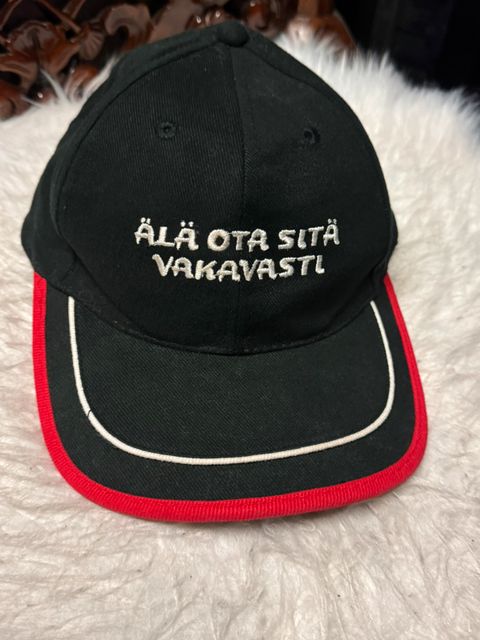 ÄLÄ OTA SITÄ
VAKAVASTI